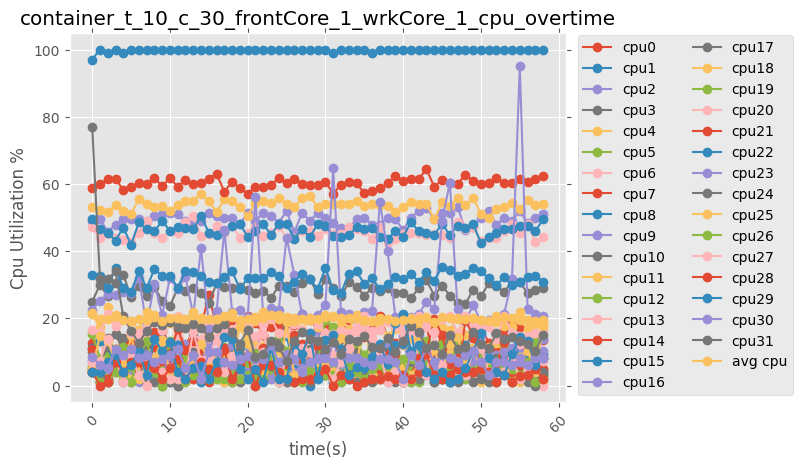 container_t_10_c_30_frontCore_1_wrkCore_1_cpu_overtime
Cpu Utilization %
100
80
60
40
20
0
0
10
20
30
40
50
60
time(s)
cpu0
cpu1
cpu2
cpu3
cpu4
cpu5
cpu6
cpu7
cpu8
cpu9
cpu10
cpu11
cpu12
cpu13
cpu14
cpu15
cpu16
cpu17
cpu18
cpu19
cpu20
cpu21
cpu22
cpu23
cpu24
cpu25
cpu26
cpu27
cpu28
cpu29
cpu30
cpu31
avg cpu